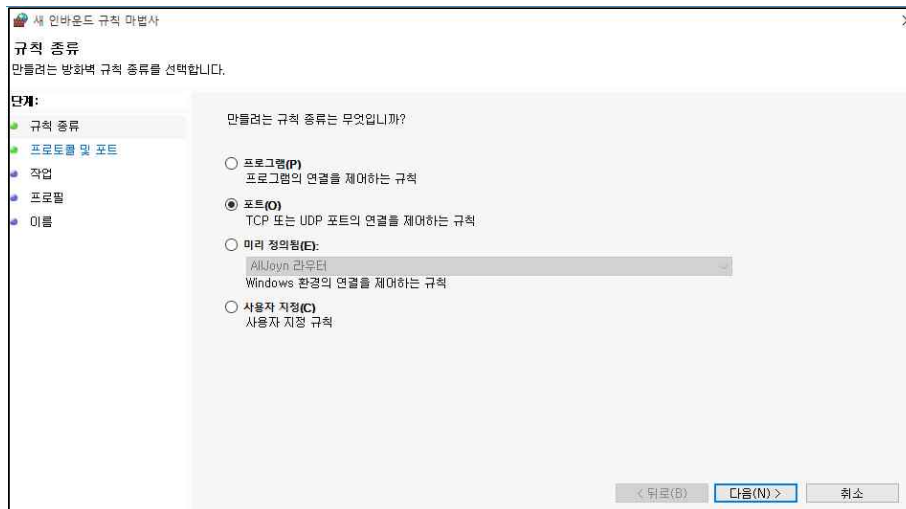 새 인바운드 규칙 마법사
규칙 종류
만들려는 방화벽 규칙 종류를 선택합니다.
단계:
규칙 종류
프로토콜 및 포트
작업
프로필
이름
만들려는 규칙 종류는 무엇입니까?
프로그램(P)
프로그램의 연결을 제어하는 규칙
포트(O)
TCP 또는 UDP 포트의 연결을 제어하는 규칙
미리 정의됨(E):
AllJoyn 라우터
Windows 환경의 연결을 제어하는 규칙
사용자 지정(C)
사용자 지정 규칙
< 뒤로(B) 다음(N) > 취소